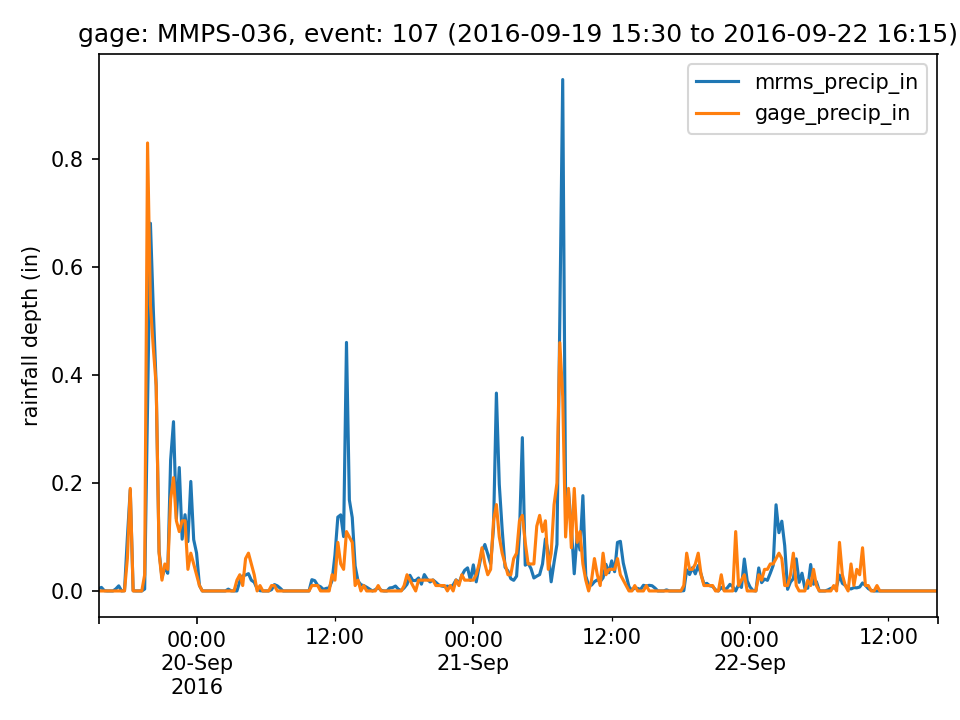 gage: MMPS-036, event: 107 (2016-09-19 15:30 to 2016-09-22 16:15)
mrms_precip_in
gage_precip_in
rainfall depth (in)
0.8
0.6
0.4
0.2
0.0
00:00
12:00
00:00
12:00
00:00
12:00
20-Sep
21-Sep
22-Sep
2016